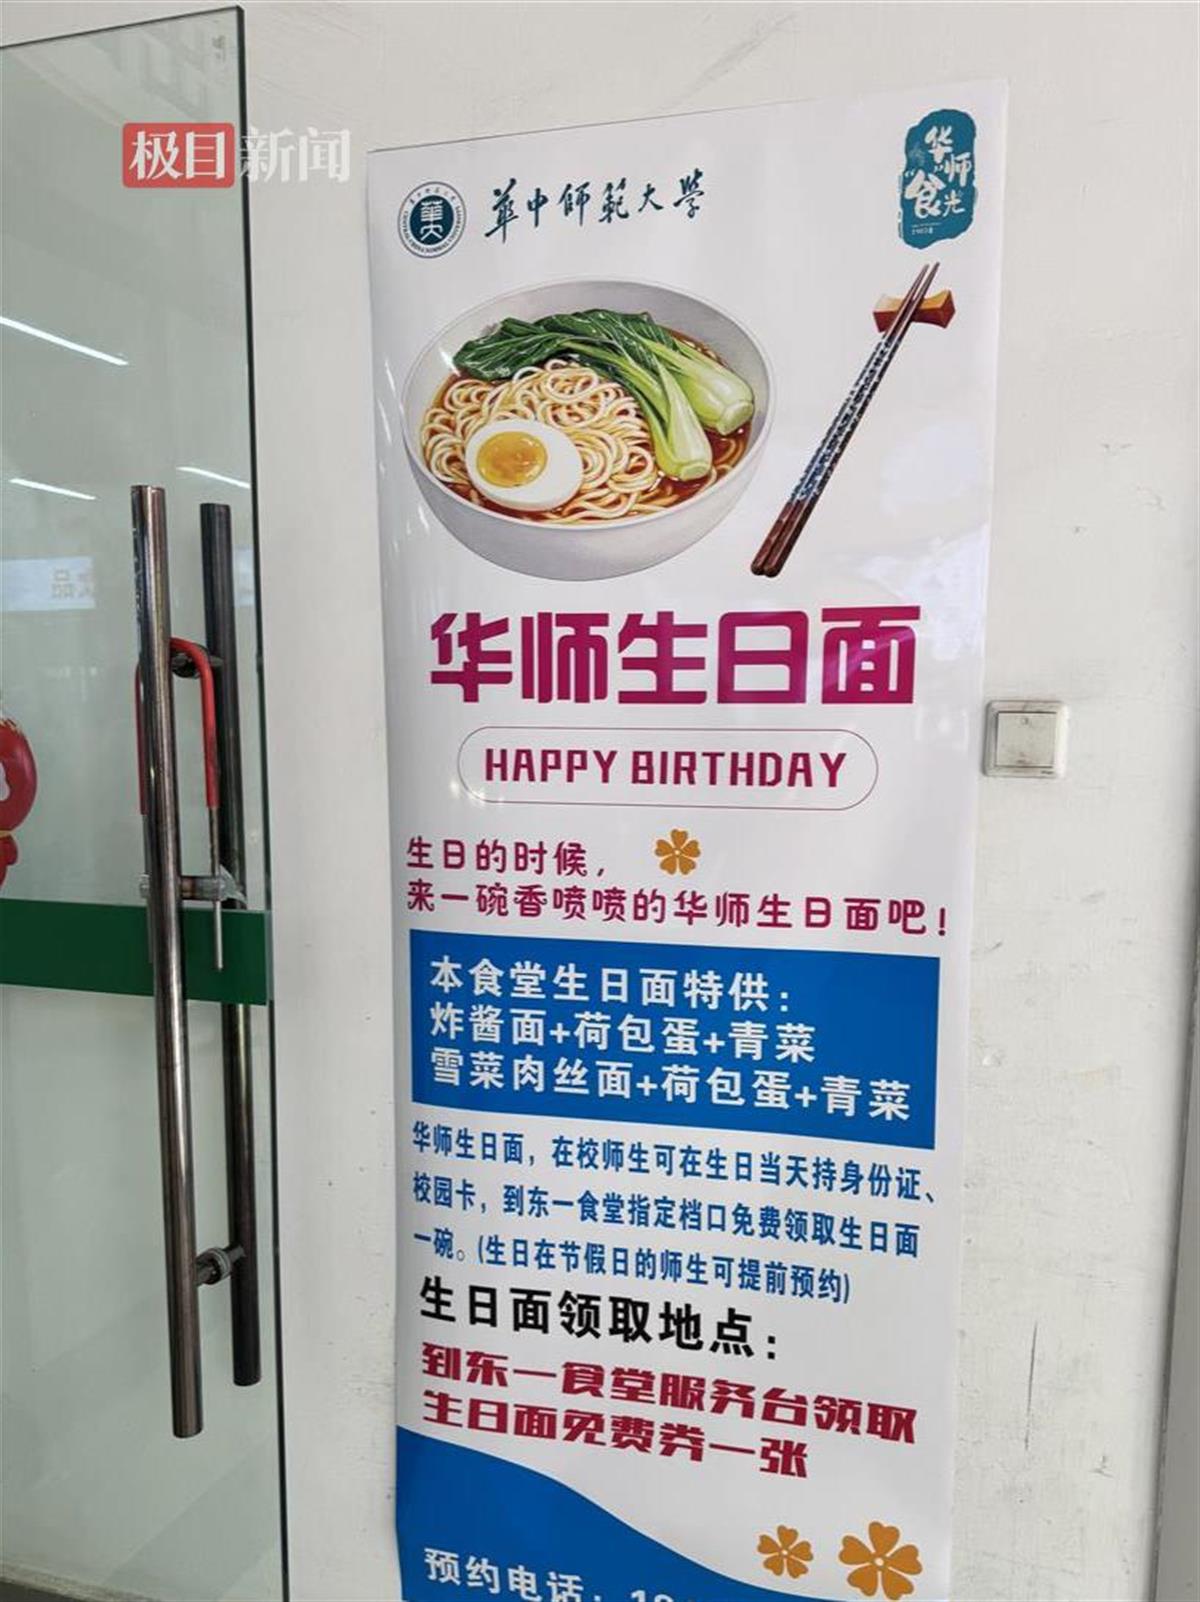 极目新闻
華中師範大學
华师
食光
华师生日面
HAPPY BIRTHDAY
生日的时候，
来一碗香喷喷的华师生日面吧！
本食堂生日面特供：
炸酱面+荷包蛋+青菜
雪菜肉丝面+荷包蛋+青菜
华师生日面，在校师生可在生日当天持身份证、
校园卡，到东一食堂指定档口免费领取生日面
一碗。(生日在节假日的师生可提前预约)
生日面领取地点：
到东一食堂服务台领取
生日面免费券一张
预约电话：